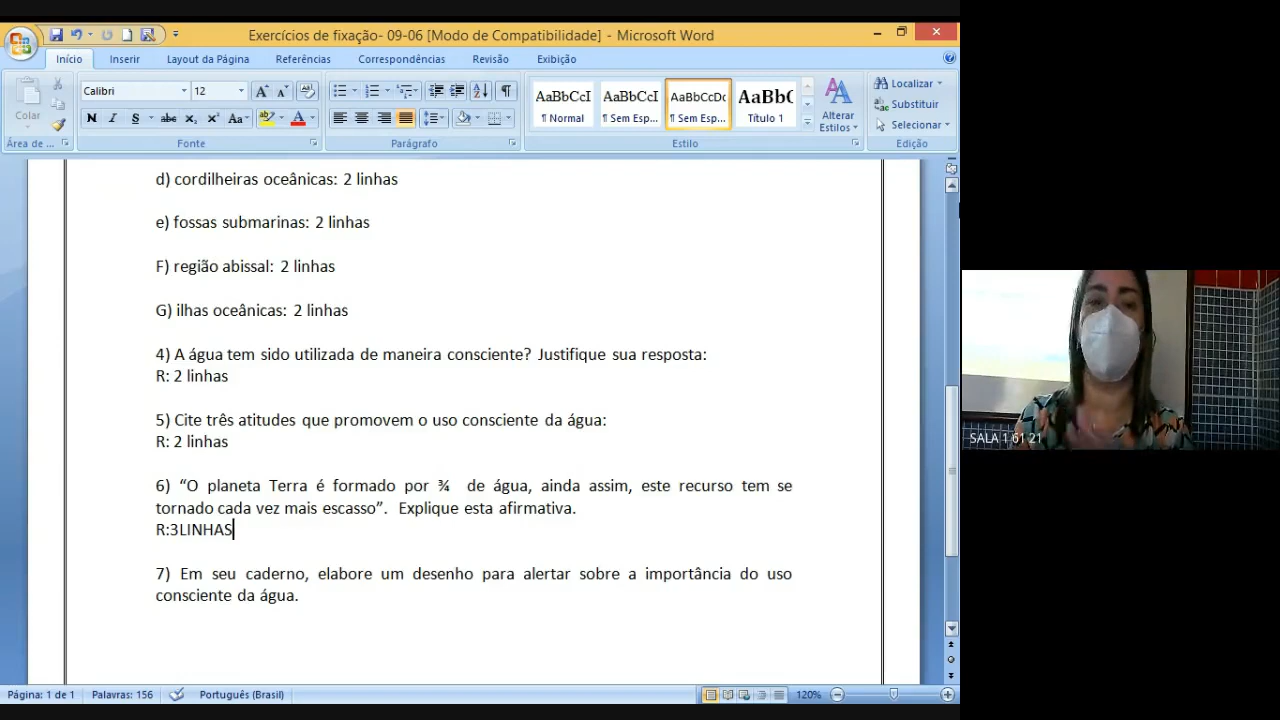 Exercícios de fixação- 09-06 [Modo de Compatibilidade] - Microsoft Word
Início Inserir Layout da Página Referências Correspondências Revisão Exibição
Colar
Calibri 12
N I S abc x₂ x² Aa A
AaBbCcI AaBbCcI AaBbCcDc AaBbC
¶ Normal ¶ Sem Esp... ¶ Sem Esp... Título 1
Alterar
Estilos
Localizar
Substituir
Selecionar
Área de ... Fonte Parágrafo Estilo Edição
d) cordilheiras oceânicas: 2 linhas
e) fossas submarinas: 2 linhas
F) região abissal: 2 linhas
G) ilhas oceânicas: 2 linhas
4) A água tem sido utilizada de maneira consciente? Justifique sua resposta:
R: 2 linhas
5) Cite três atitudes que promovem o uso consciente da água:
R: 2 linhas
6) “O planeta Terra é formado por ¾ de água, ainda assim, este recurso tem se
tornado cada vez mais escasso”. Explique esta afirmativa.
R:3LINHAS
7) Em seu caderno, elabore um desenho para alertar sobre a importância do uso
consciente da água.
SALA 1 61 21
Página: 1 de 1 Palavras: 156 Português (Brasil) 120%